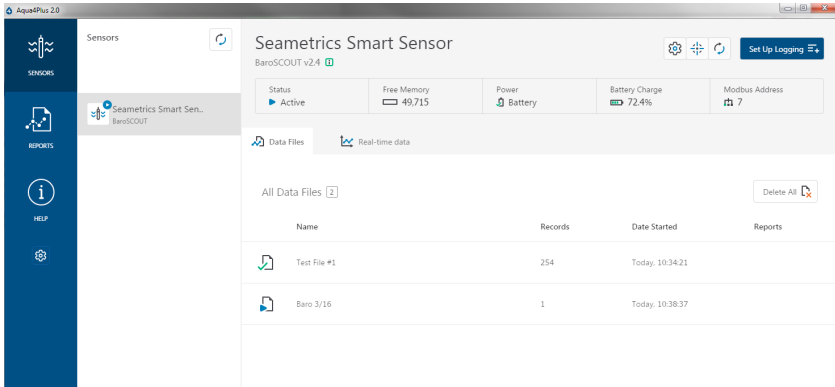 Aqua4Plus 2.0
SENSORS
REPORTS
HELP
Sensors
Seametrics Smart Sen..
BaroSCOUT
Seametrics Smart Sensor
BaroSCOUT v2.4
Set Up Logging
Status
Active
Free Memory
49,715
Power
Battery
Battery Charge
72.4%
Modbus Address
7
Data Files
Real-time data
All Data Files 2
Delete All
Name Records Date Started Reports
Test File #1 254 Today, 10:34:21
Baro 3/16 1 Today, 10:38:37